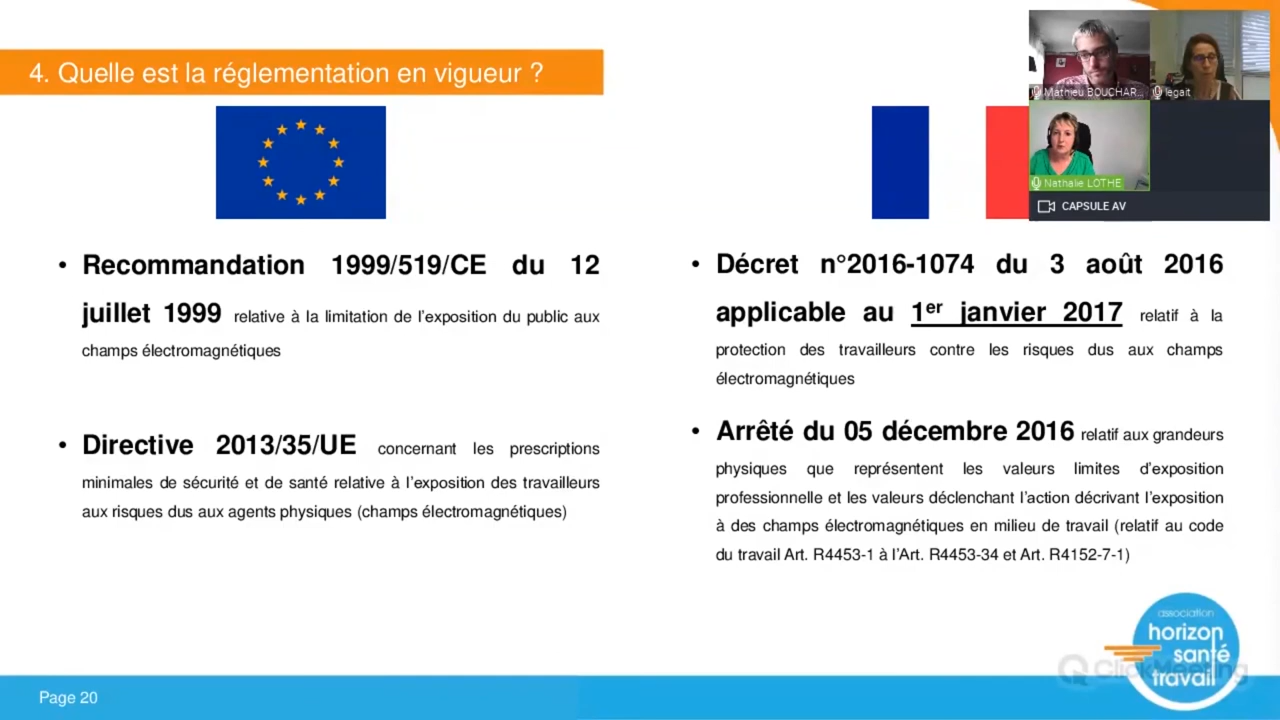 4. Quelle est la réglementation en vigueur ?
Mathieu BOUCHAR...
legait
Nathalie LOTHE
CAPSULE AV
• Recommandation 1999/519/CE du 12
juillet 1999 relative à la limitation de l'exposition du public aux
champs électromagnétiques
• Directive 2013/35/UE concernant les prescriptions
minimales de sécurité et de santé relative à l'exposition des travailleurs
aux risques dus aux agents physiques (champs électromagnétiques)
• Décret n°2016-1074 du 3 août 2016
applicable au 1er janvier 2017 relatif à la
protection des travailleurs contre les risques dus aux champs
électromagnétiques
• Arrêté du 05 décembre 2016 relatif aux grandeurs
physiques que représentent les valeurs limites d'exposition
professionnelle et les valeurs déclenchant l'action décrivant l'exposition
à des champs électromagnétiques en milieu de travail (relatif au code
du travail Art. R4453-1 à l'Art. R4453-34 et Art. R4152-7-1)
association
horizon
santé
travail
ClickMeeting
Page 20